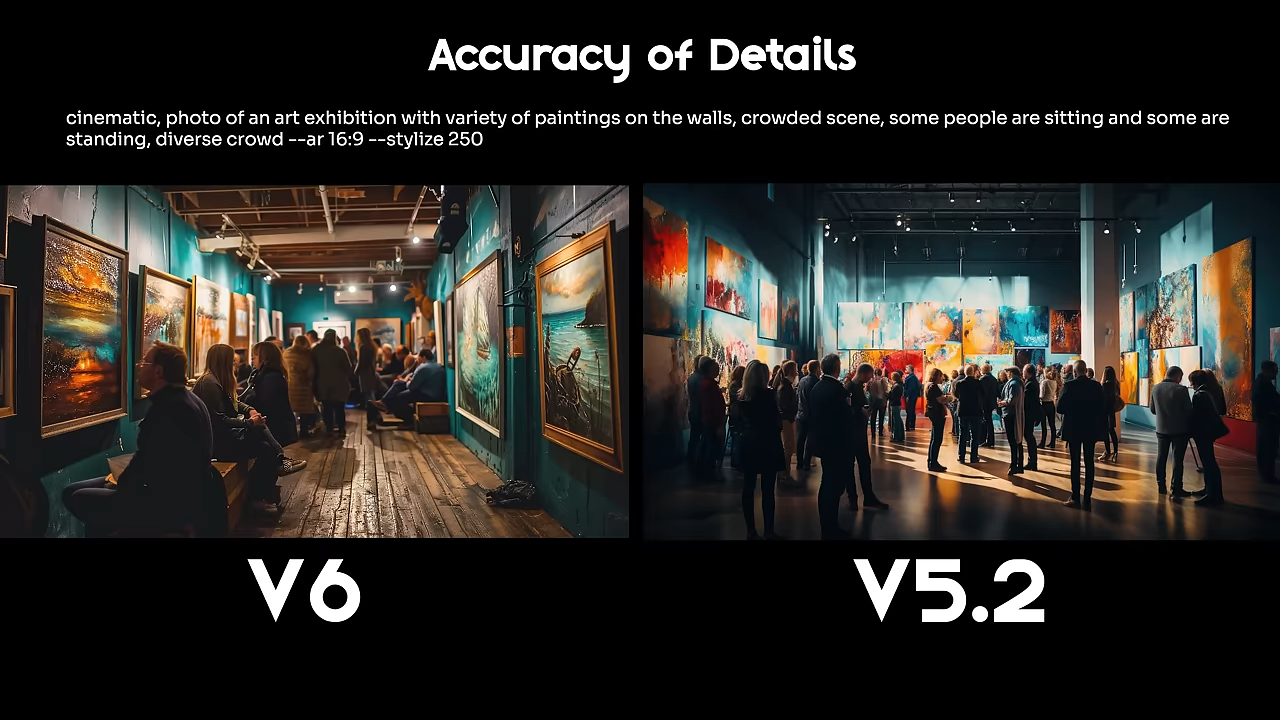 Accuracy of Details
cinematic, photo of an art exhibition with variety of paintings on the walls, crowded scene, some people are sitting and some are
standing, diverse crowd --ar 16:9 --stylize 250
V6
V5.2